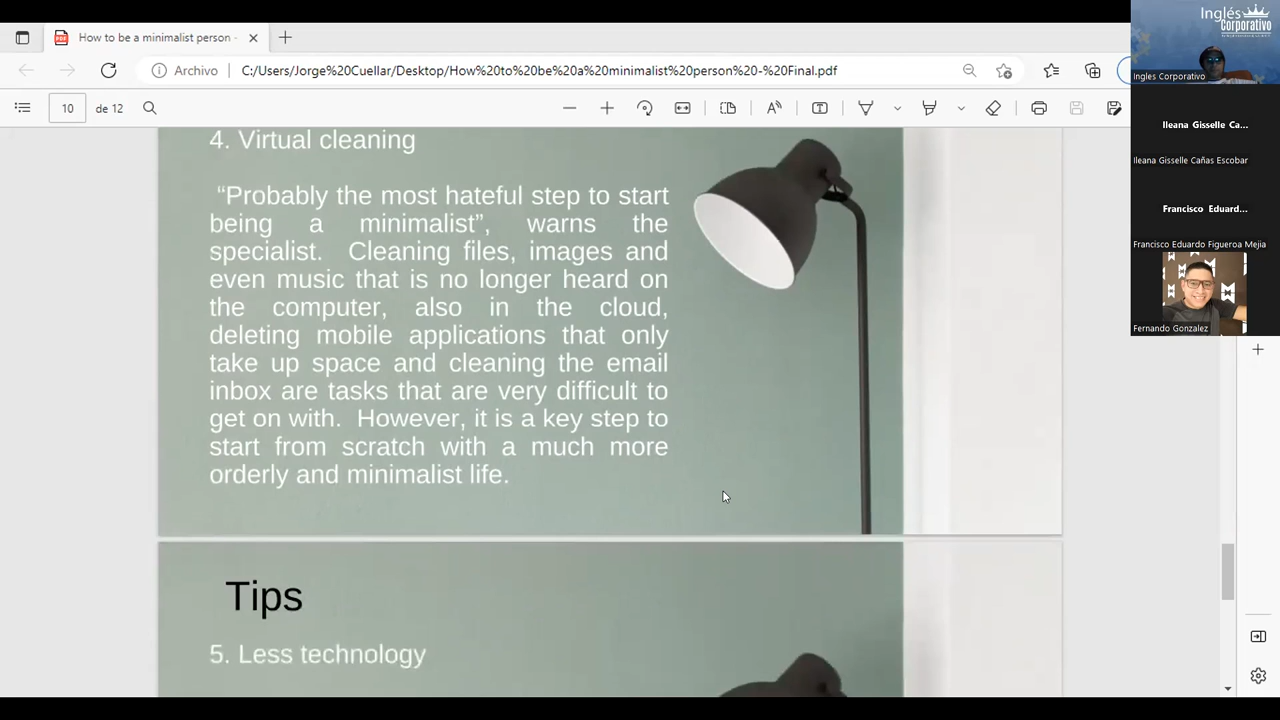 How to be a minimalist person -
Archivo
C:/Users/Jorge%20Cuellar/Desktop/How%20to%20be%20a%20minimalist%20person%20-%20Final.pdf
10
de 12
4. Virtual cleaning
“Probably the most hateful step to start
being a minimalist”, warns the
specialist. Cleaning files, images and
even music that is no longer heard on
the computer, also in the cloud,
deleting mobile applications that only
take up space and cleaning the email
inbox are tasks that are very difficult to
get on with. However, it is a key step to
start from scratch with a much more
orderly and minimalist life.
Tips
5. Less technology
Inglés
Corporativo
Ingles Corporativo
Ileana Gisselle Ca...
Ileana Gisselle Cañas Escobar
Francisco Eduard...
Francisco Eduardo Figueroa Mejia
Fernando Gonzalez